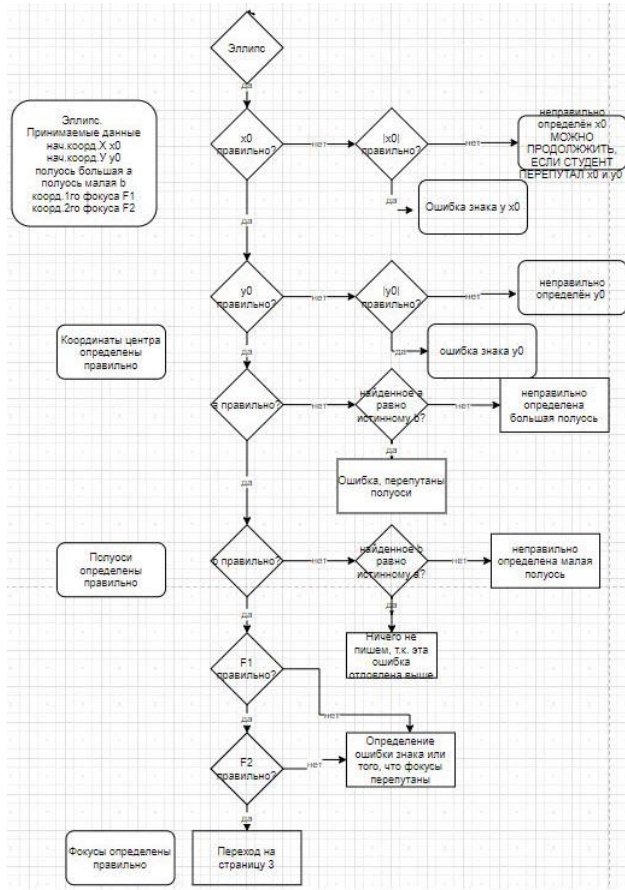 Эллипс
да
Эллипс.
Принимаемые данные
нач.коорд.X x0
нач.коорд.У y0
полуось большая a
полуось малая b
коорд.1го фокуса F1
коорд.2го фокуса F2
x0
правильно?
нет
|x0|
правильно?
нет
неправильно
определён x0
МОЖНО
ПРОДОЛЖЖИТЬ,
ЕСЛИ СТУДЕНТ
ПЕРЕПУТАЛ x0 и y0
да
Ошибка знака у x0
да
y0
правильно?
нет
|y0|
правильно?
нет
неправильно
определён y0
да
ошибка знака y0
Координаты центра
определены
правильно
да
a правильно?
нет
найденное a
равно
истинному b?
нет
неправильно
определена
большая полуось
да
Ошибка, перепутаны
полуоси
да
Полуоси
определены
правильно
b правильно?
нет
найденное b
равно
истинному a?
нет
неправильно
определена малая
полуось
да
Ничего не
пишем, т.к. эта
ошибка
отловлена выше
да
F1
правильно?
нет
да
F2
правильно?
нет
Определение
ошибки знака или
того, что фокусы
перепутаны
да
Фокусы определены
правильно
Переход на
страницу 3